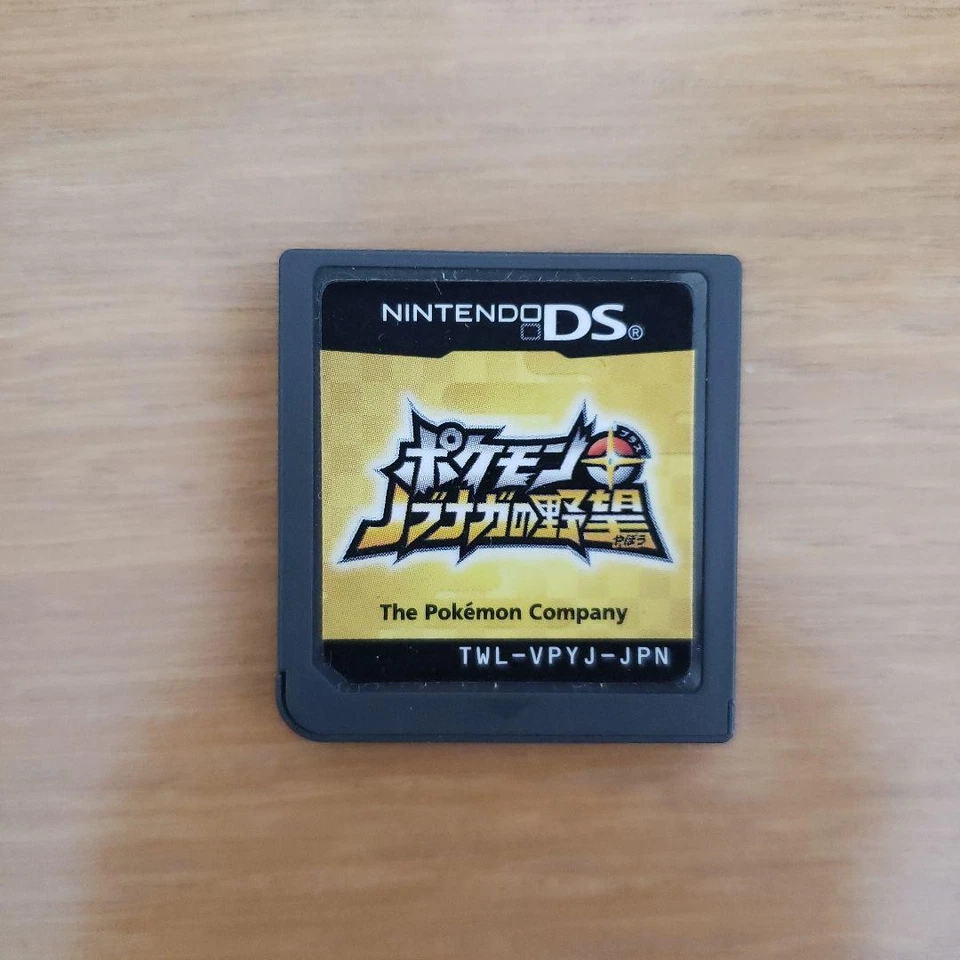 NINTENDO DS®
ポケモン プラス
ノブナガの野望
やぼう
The Pokémon Company
TWL-VPYJ-JPN